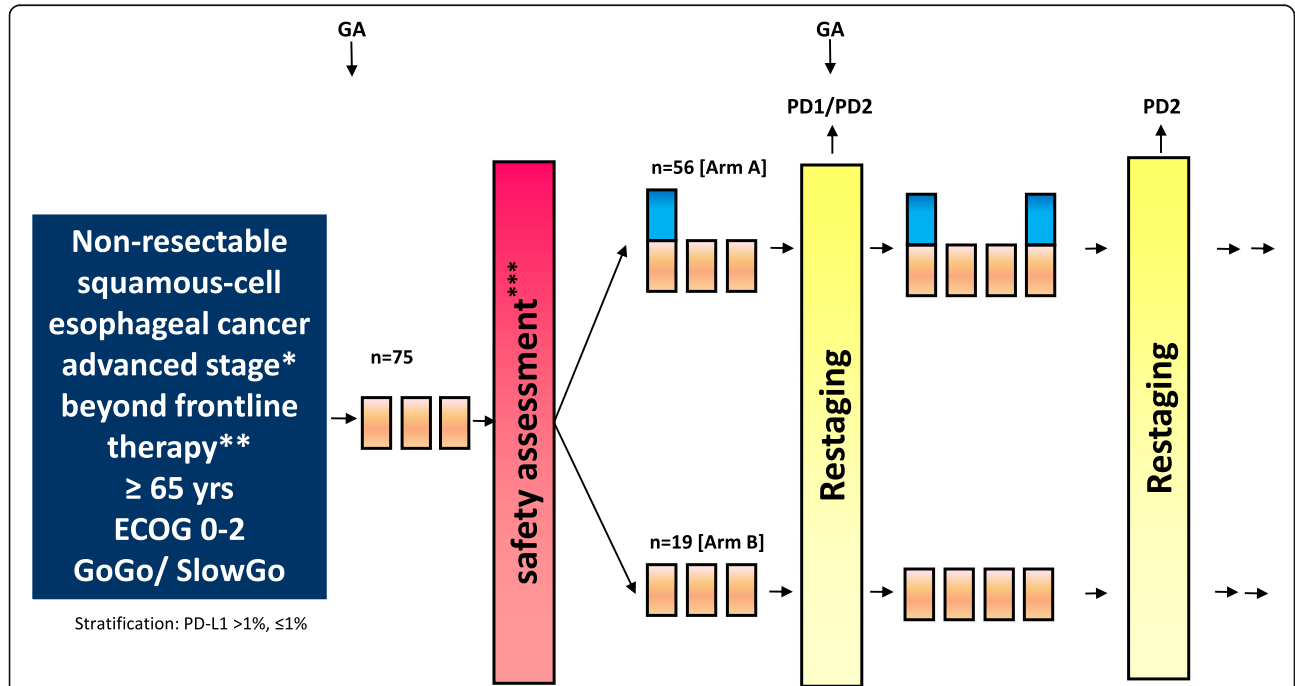 GA
GA
PD1/PD2
PD2
n=56 [Arm A]
Non-resectable
squamous-cell
esophageal cancer
advanced stage*
beyond frontline
therapy**
≥ 65 yrs
ECOG 0-2
GoGo/ SlowGo
Stratification: PD-L1 >1%, ≤1%
n=75
safety assessment***
n=19 [Arm B]
Restaging
Restaging